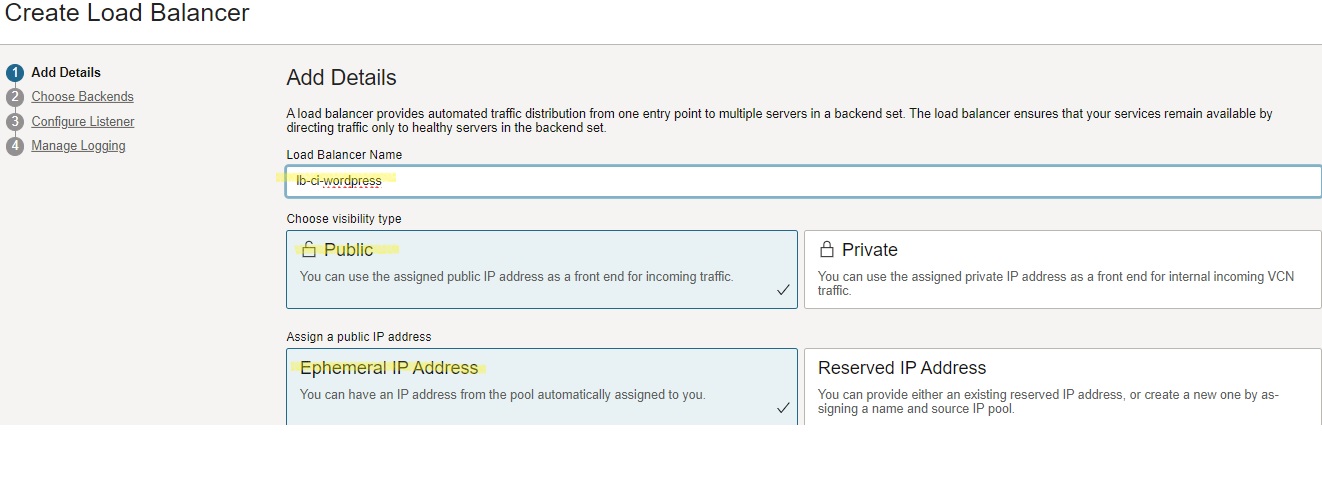 Create Load Balancer
1 Add Details
2 Choose Backends
3 Configure Listener
4 Manage Logging
Add Details
A load balancer provides automated traffic distribution from one entry point to multiple servers in a backend set. The load balancer ensures that your services remain available by
directing traffic only to healthy servers in the backend set.
Load Balancer Name
lb-ci-wordpress
Choose visibility type
Public
You can use the assigned public IP address as a front end for incoming traffic.
Private
You can use the assigned private IP address as a front end for internal incoming VCN
traffic.
Assign a public IP address
Ephemeral IP Address
You can have an IP address from the pool automatically assigned to you.
Reserved IP Address
You can provide either an existing reserved IP address, or create a new one by as-
signing a name and source IP pool.